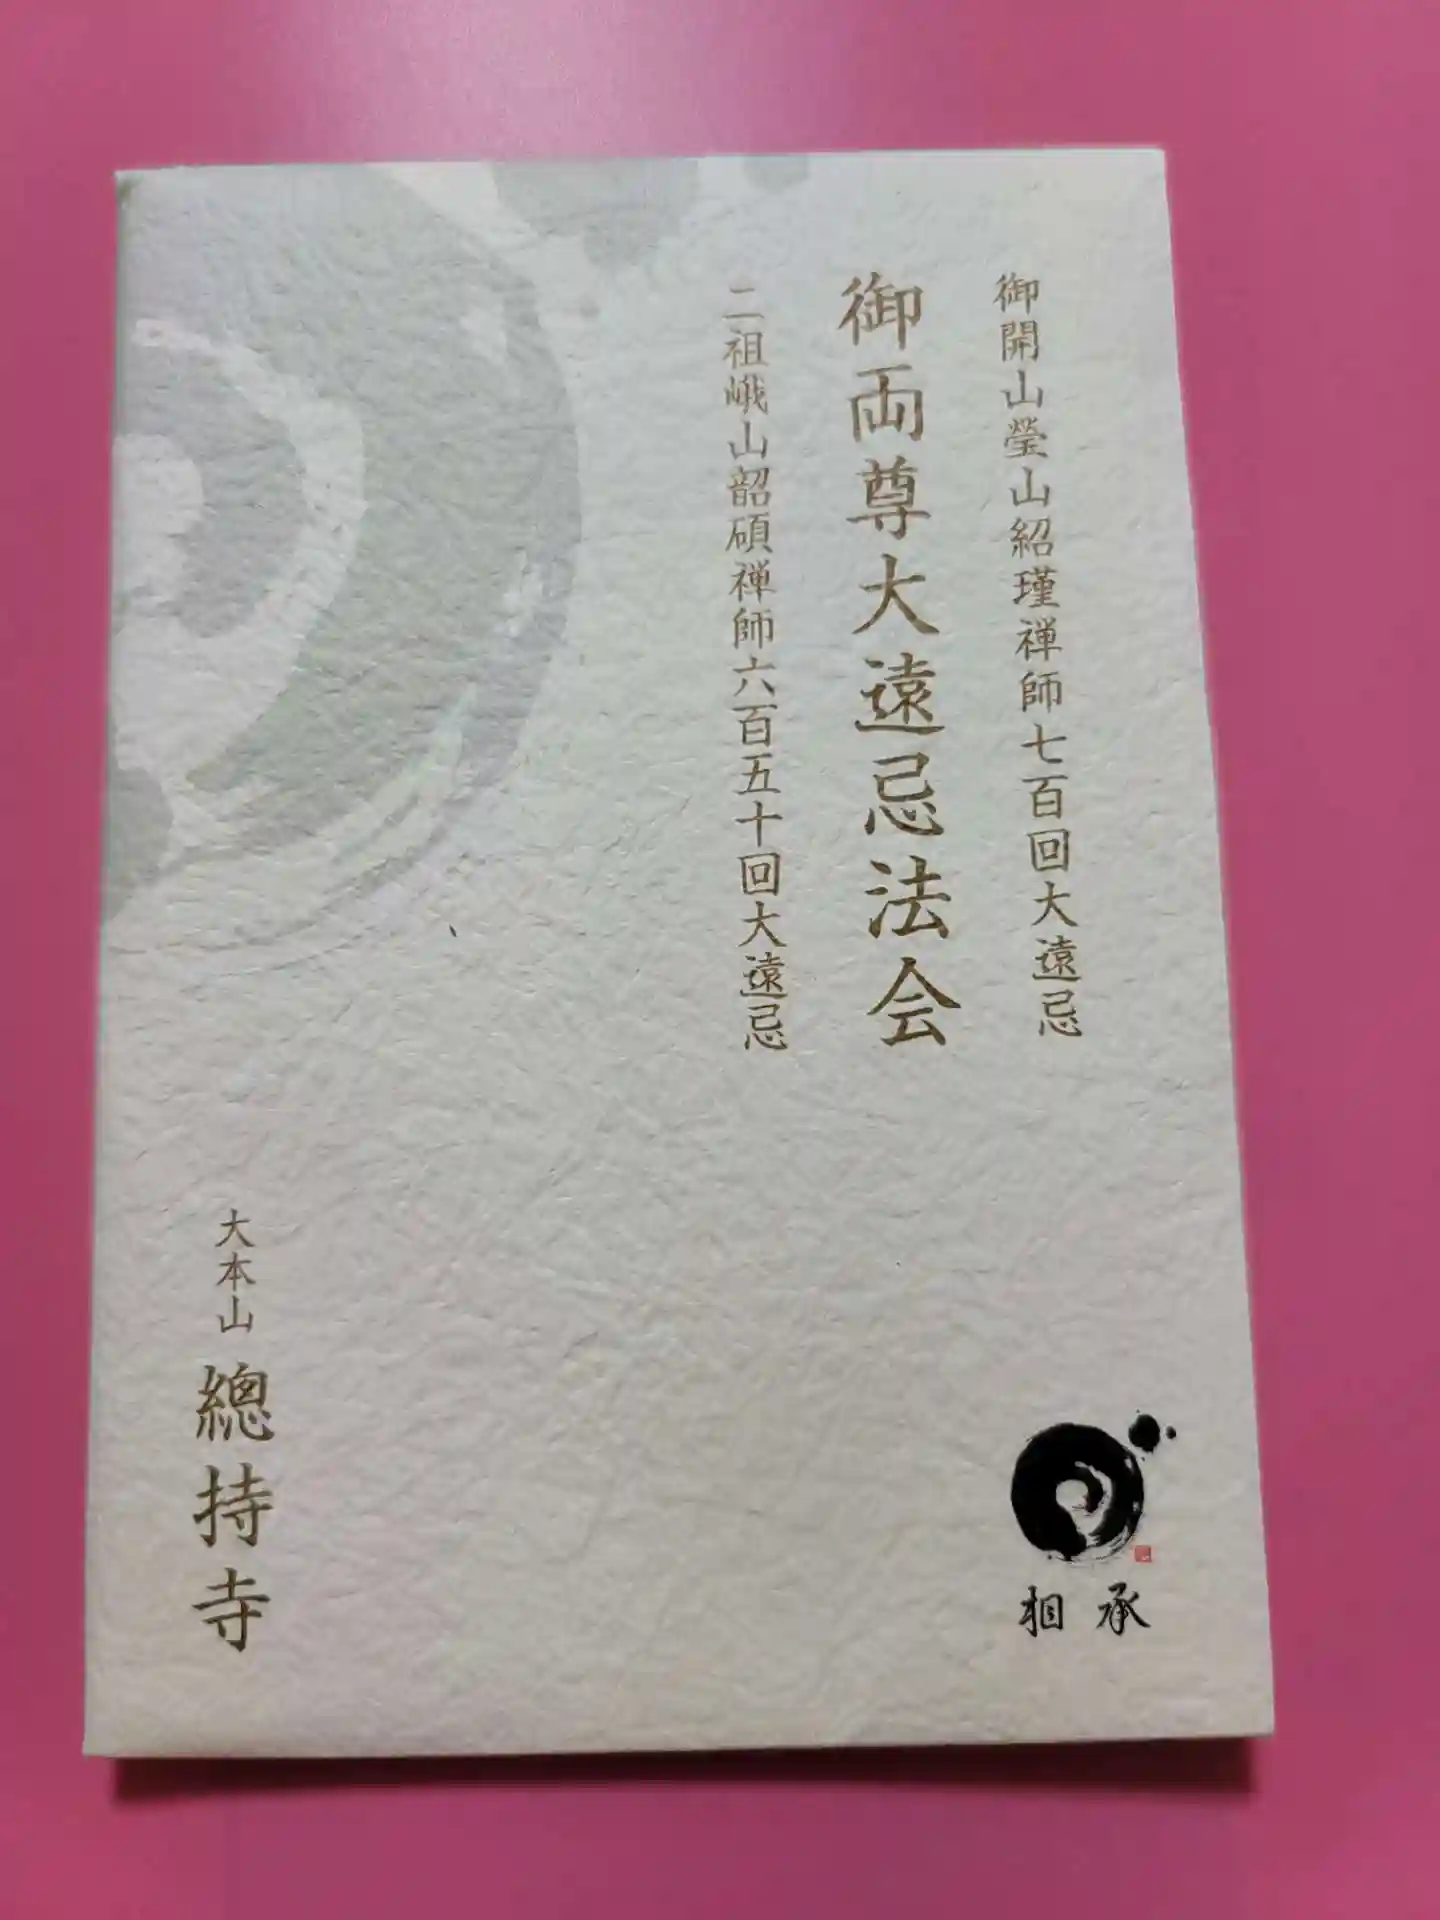 御開山瑩山紹瑾禅師七百回大遠忌
御両尊大遠忌法会
二祖峨山韶碩禅師六百五十回大遠忌
大本山 總持寺
相承